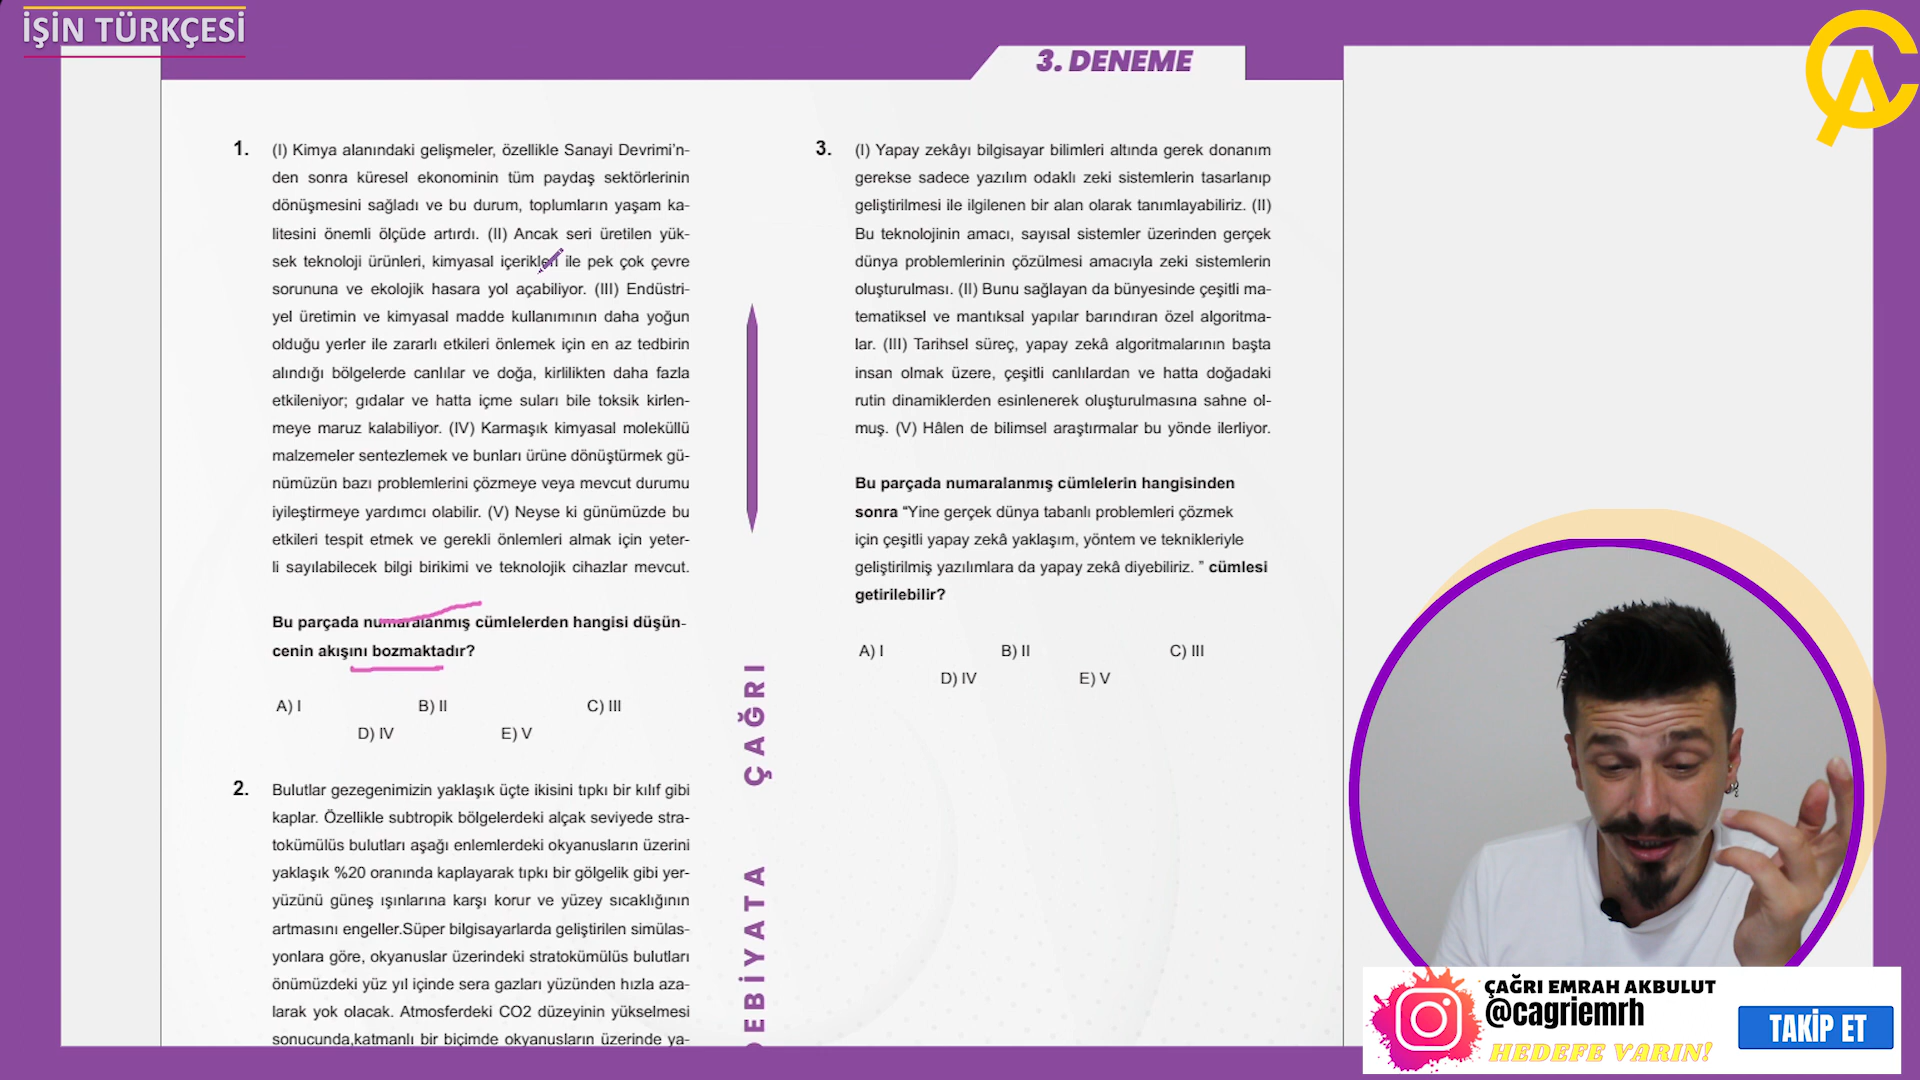 İŞİN TÜRKÇESİ
3. DENEME
1. (I) Kimya alanındaki gelişmeler, özellikle Sanayi Devrimi’n-
den sonra küresel ekonominin tüm paydaş sektörlerinin
dönüşmesini sağladı ve bu durum, toplumların yaşam ka-
litesini önemli ölçüde artırdı. (II) Ancak seri üretilen yük-
sek teknoloji ürünleri, kimyasal içerikleri ile pek çok çevre
sorununa ve ekolojik hasara yol açabiliyor. (III) Endüstri-
yel üretimin ve kimyasal madde kullanımının daha yoğun
olduğu yerler ile zararlı etkileri önlemek için en az tedbirin
alındığı bölgelerde canlılar ve doğa, kirlilikten daha fazla
etkileniyor; gıdalar ve hatta içme suları bile toksik kirlen-
meye maruz kalabiliyor. (IV) Karmaşık kimyasal moleküllü
malzemeler sentezlemek ve bunları ürüne dönüştürmek gü-
nümüzün bazı problemlerini çözmeye veya mevcut durumu
iyileştirmeye yardımcı olabilir. (V) Neyse ki günümüzde bu
etkileri tespit etmek ve gerekli önlemleri almak için yeter-
li sayılabilecek bilgi birikimi ve teknolojik cihazlar mevcut.
Bu parçada numaralanmış cümlelerden hangisi düşün-
cenin akışını bozmaktadır?
A) I B) II C) III
D) IV E) V
2. Bulutlar gezegenimizin yaklaşık üçte ikisini tıpkı bir kılıf gibi
kaplar. Özellikle subtropik bölgelerdeki alçak seviyede stra-
tokümülüs bulutları aşağı enlemlerdeki okyanusların üzerini
yaklaşık %20 oranında kaplayarak tıpkı bir gölgelik gibi yer-
yüzünü güneş ışınlarına karşı korur ve yüzey sıcaklığının
artmasını engeller.Süper bilgisayarlarda geliştirilen simülas-
yonlara göre, okyanuslar üzerindeki stratokümülüs bulutları
önümüzdeki yüz yıl içinde sera gazları yüzünden hızla aza-
larak yok olacak. Atmosferdeki CO2 düzeyinin yükselmesi
sonucunda,katmanlı bir biçimde okyanusların üzerinde ya-
ÇAĞRI
EBİYATA
3. (I) Yapay zekâyı bilgisayar bilimleri altında gerek donanım
gerekse sadece yazılım odaklı zeki sistemlerin tasarlanıp
geliştirilmesi ile ilgilenen bir alan olarak tanımlayabiliriz. (II)
Bu teknolojinin amacı, sayısal sistemler üzerinden gerçek
dünya problemlerinin çözülmesi amacıyla zeki sistemlerin
oluşturulması. (II) Bunu sağlayan da bünyesinde çeşitli ma-
tematiksel ve mantıksal yapılar barındıran özel algoritma-
lar. (III) Tarihsel süreç, yapay zekâ algoritmalarının başta
insan olmak üzere, çeşitli canlılardan ve hatta doğadaki
rutin dinamiklerden esinlenerek oluşturulmasına sahne ol-
muş. (V) Hâlen de bilimsel araştırmalar bu yönde ilerliyor.
Bu parçada numaralanmış cümlelerin hangisinden
sonra “Yine gerçek dünya tabanlı problemleri çözmek
için çeşitli yapay zekâ yaklaşım, yöntem ve teknikleriyle
geliştirilmiş yazılımlara da yapay zekâ diyebiliriz. ” cümlesi
getirilebilir?
A) I B) II C) III
D) IV E) V
ÇAĞRI EMRAH AKBULUT
@cagriemrh
HEDEFE VARIN!
TAKİP ET